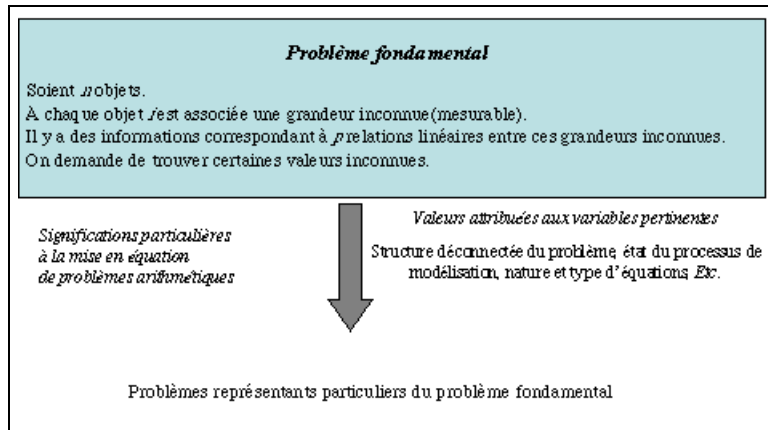 Problème fondamental
Soient n objets.
À chaque objet i est associée une grandeur inconnue (mesurable).
Il y a des informations correspondant à p relations linéaires entre ces grandeurs inconnues.
On demande de trouver certaines valeurs inconnues.
Significations particulières
à la mise en équation
de problèmes arithmétiques
Valeurs attribuées aux variables pertinentes
Structure déconnectée du problème, état du processus de
modélisation, nature et type d'équations, Etc.
Problèmes représentants particuliers du problème fondamental